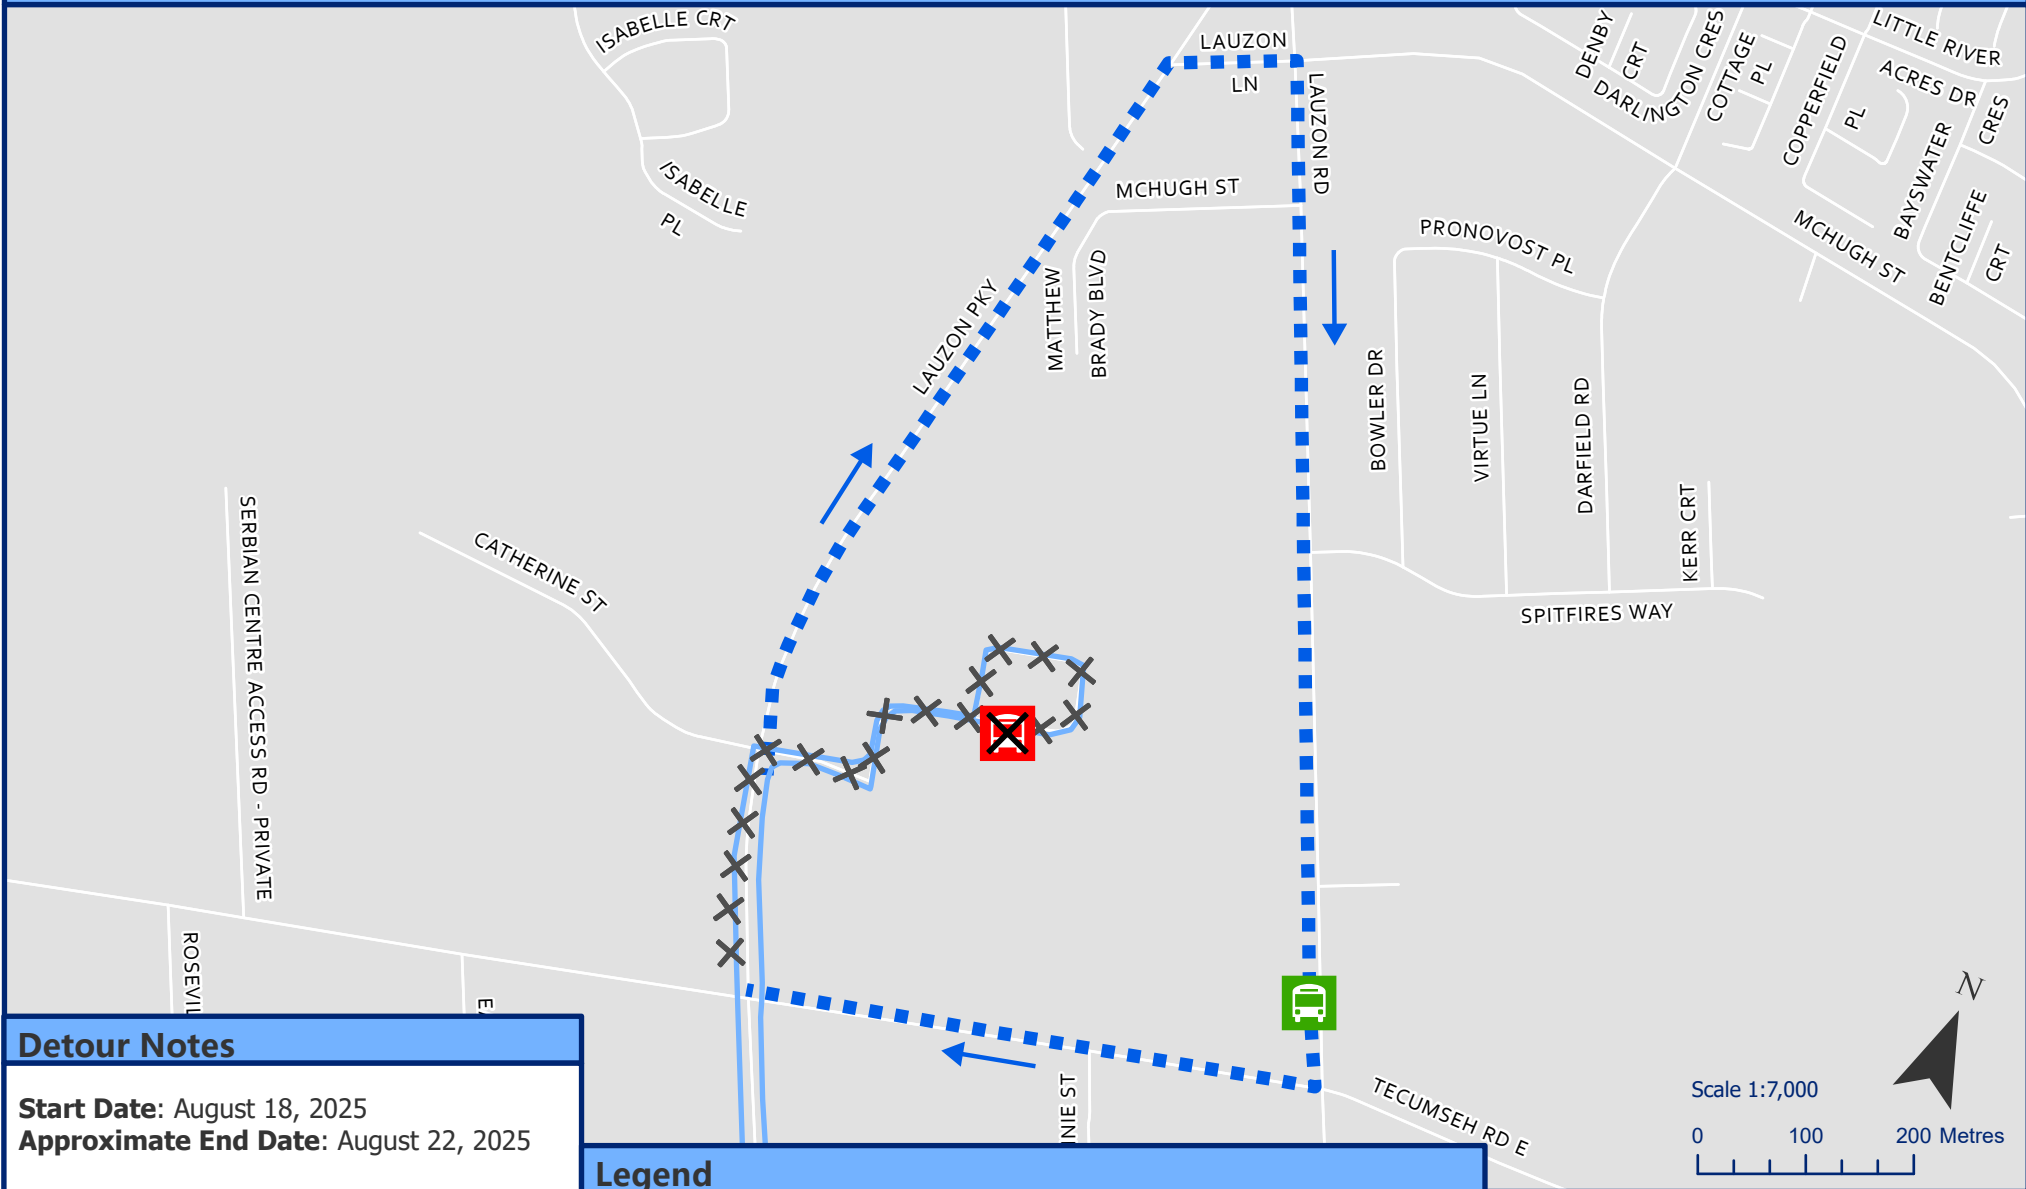 ISABELLE CRT
LAUZON
LN
LAUZON RD
DENBY
CRT
DARLINGTON CRES
COTTAGE
PL
COPPERFIELD
PL
LITTLE RIVER
ACRES DR
BAYSWATER
CRES
BENTCLIFFE
CRT
MCHUGH ST
ISABELLE
PL
MCHUGH ST
MATTHEW
BRADY BLVD
LAUZON PKY
PRONOVOST PL
BOWLER DR
VIRTUE LN
DARFIELD RD
KERR CRT
SPITFIRES WAY
SERBIAN CENTRE ACCESS RD - PRIVATE
CATHERINE ST
ROSEVIL
EA
NIE ST
TECUMSEH RD E
N
Scale 1:7,000
0 100 200 Metres
Detour Notes
Start Date: August 18, 2025
Approximate End Date: August 22, 2025
Legend